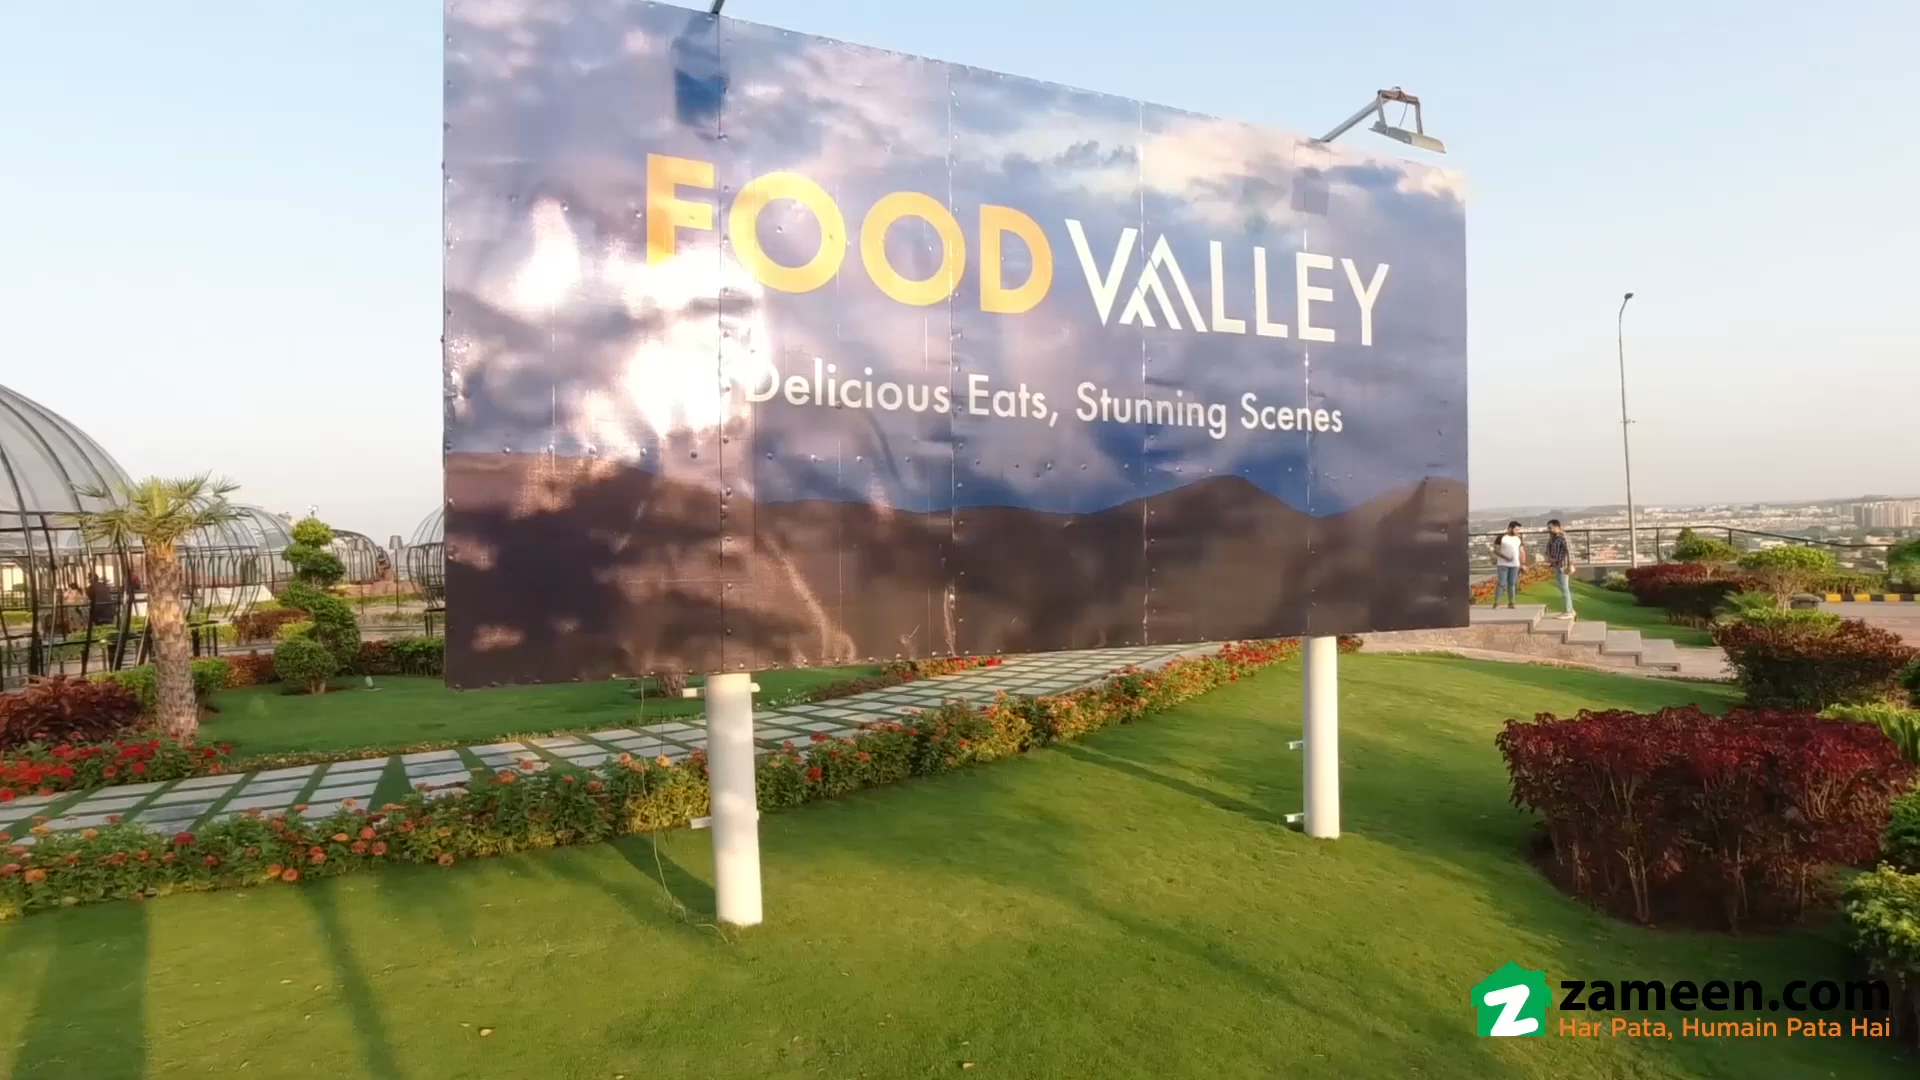 FOOD VALLEY
Delicious Eats, Stunning Scenes
zameen.com
Har Pata, Humain Pata Hai